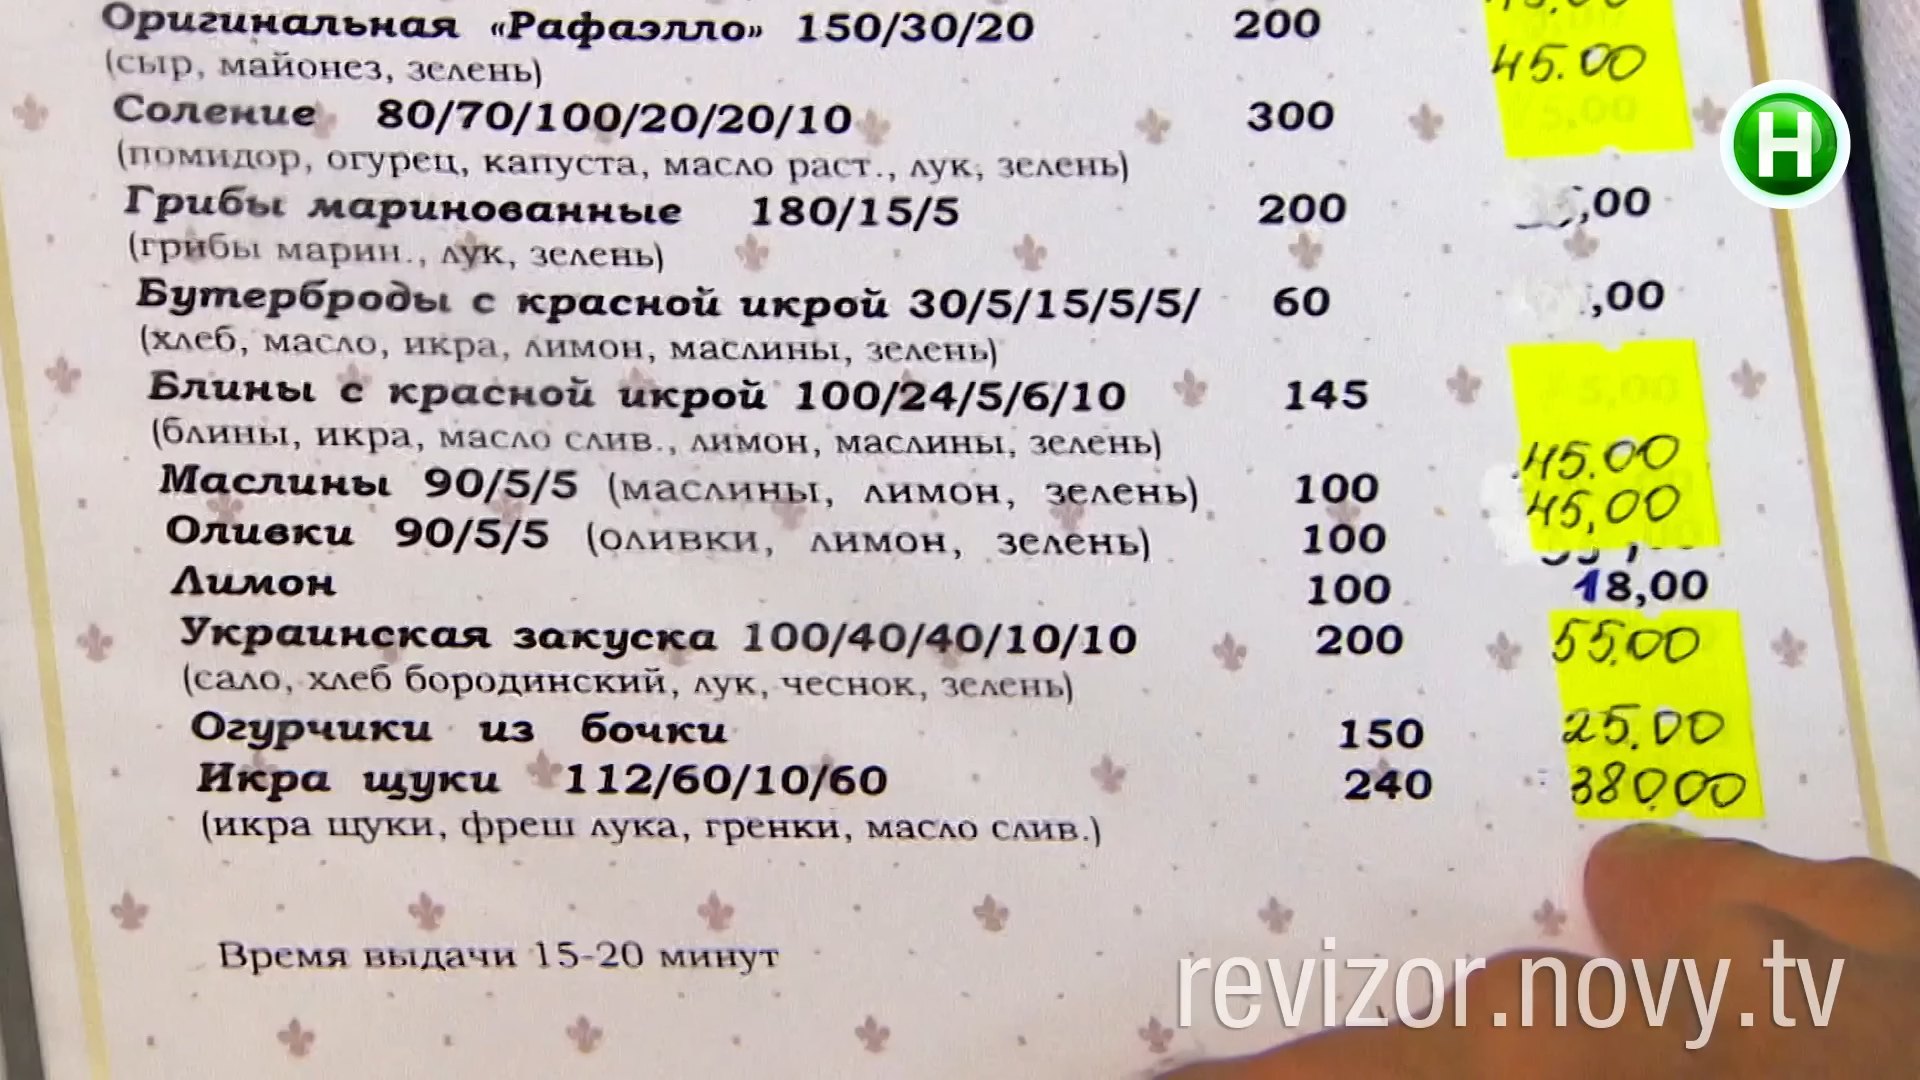 Оригинальная «Рафаэлло» 150/30/20 200
45.00
(сыр, майонез, зелень)
Соление 80/70/100/20/20/10 300
(помидор, огурец, капуста, масло раст., лук, зелень)
Грибы маринованные 180/15/5 200 ,00
(грибы марин., лук, зелень)
Бутерброды с красной икрой 30/5/15/5/5/ 60 ,00
(хлеб, масло, икра, лимон, маслины, зелень)
Блины с красной икрой 100/24/5/6/10 145
(блины, икра, масло слив., лимон, маслины, зелень)
45.00
Маслины 90/5/5 (маслины, лимон, зелень) 100 45,00
Оливки 90/5/5 (оливки, лимон, зелень) 100
Лимон 100 18,00
Украинская закуска 100/40/40/10/10 200 55.00
(сало, хлеб бородинский, лук, чеснок, зелень)
Огурчики из бочки 150 25.00
Икра щуки 112/60/10/60 240 380.00
(икра щуки, фреш лука, гренки, масло слив.)
Время выдачи 15-20 минут
Н
revizor.novy.tv